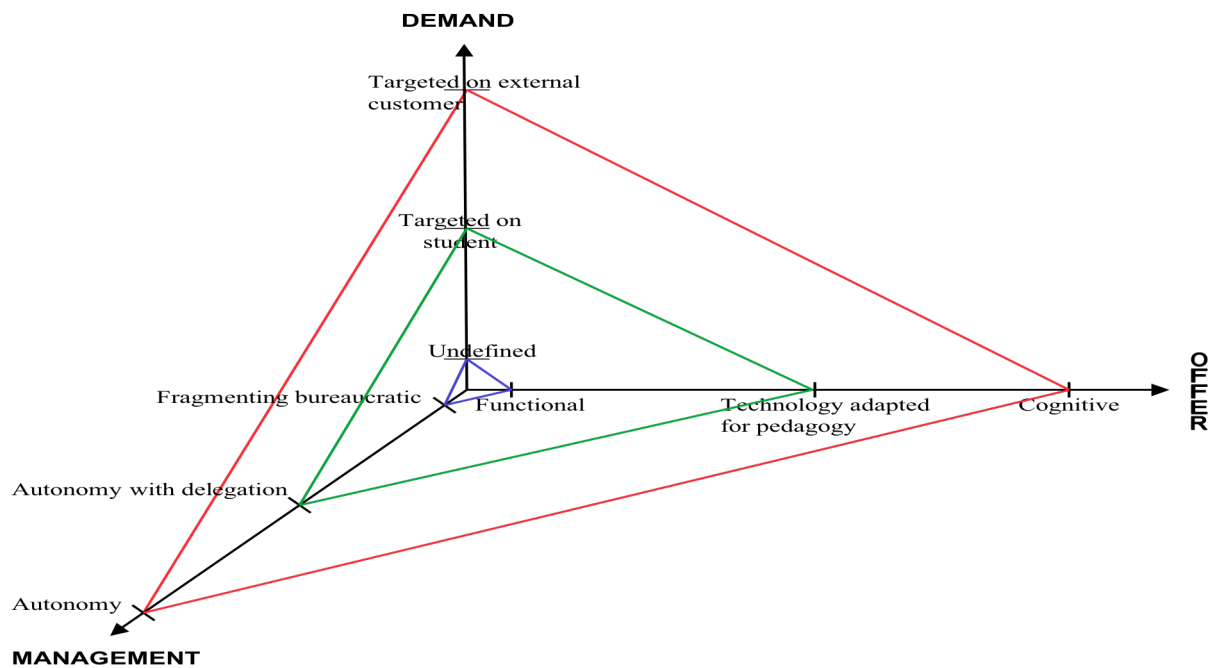 DEMAND
Targeted on external
customer
Targeted on
student
Undefined
OFFER
Fragmenting bureaucratic
Functional
Technology adapted
for pedagogy
Cognitive
Autonomy with delegation
Autonomy
MANAGEMENT